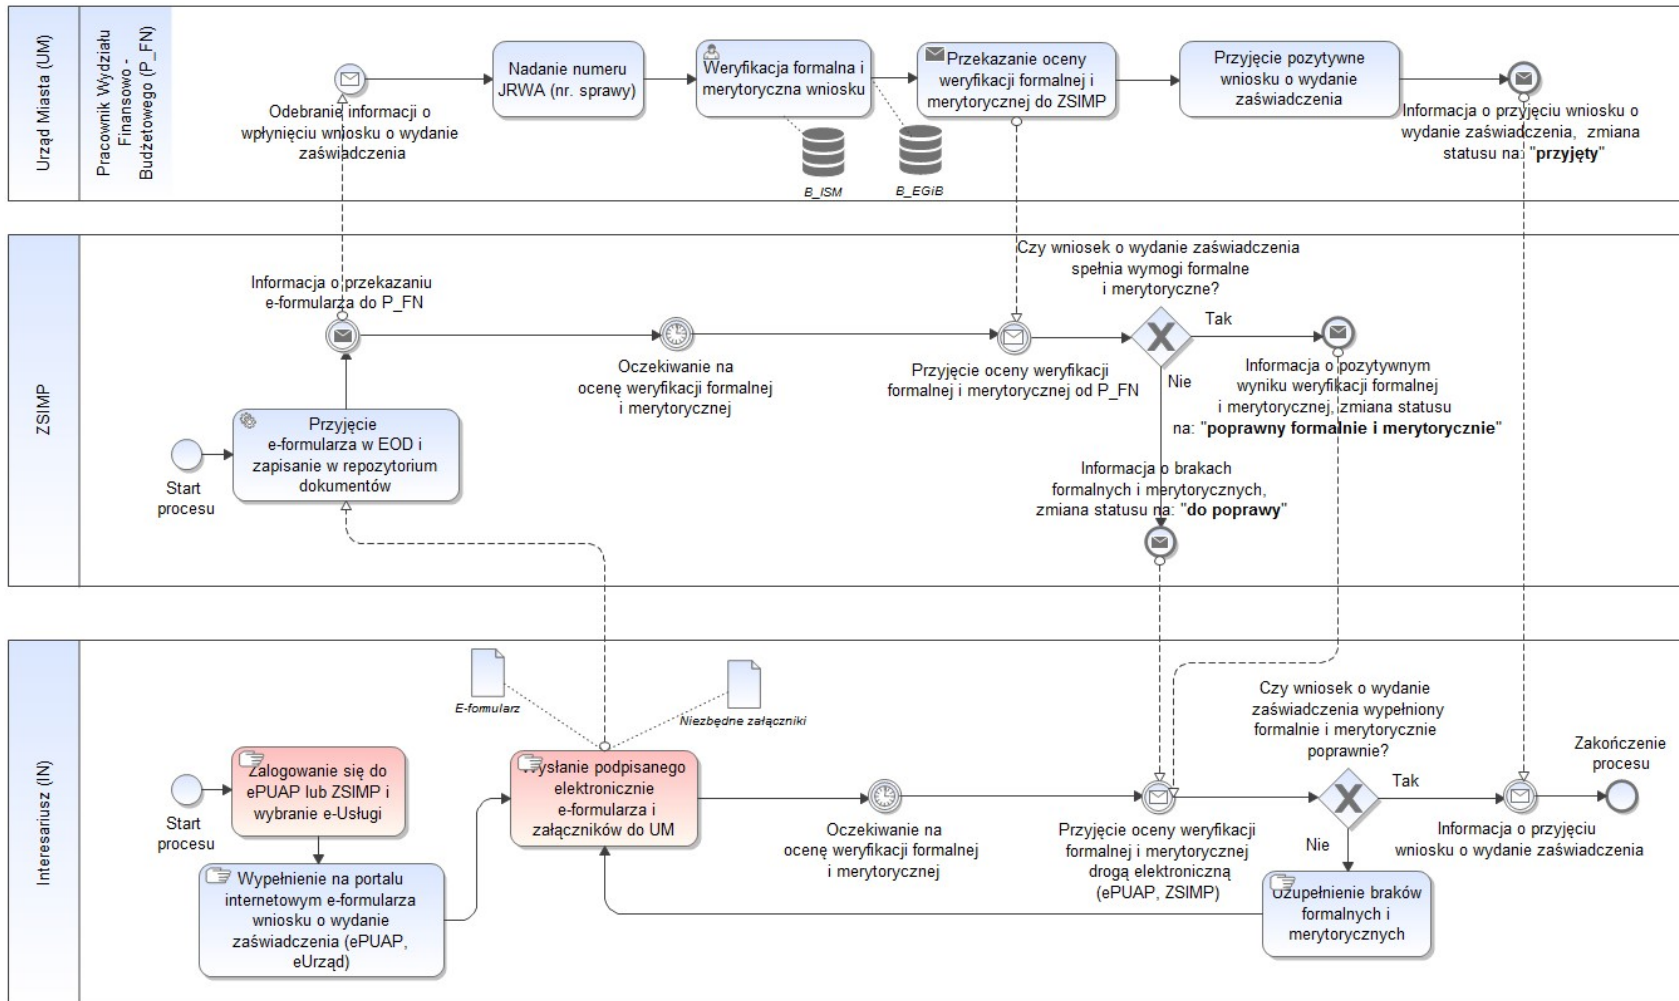 Urząd Miasta (UM)
Pracownik Wydziału
Finansowo -
Budżetowego (P_FN)
Odebranie informacji o
wpłynięciu wniosku o wydanie
zaświadczenia
Nadanie numeru
JRWA (nr. sprawy)
Weryfikacja formalna i
merytoryczna wniosku
B_ISM
B_EGiB
Przekazanie oceny
weryfikacji formalnej i
merytorycznej do ZSIMP
Przyjęcie pozytywne
wniosku o wydanie
zaświadczenia
Informacja o przyjęciu wniosku o
wydanie zaświadczenia, zmiana
statusu na: "przyjęty"
ZSIMP
Start
procesu
Przyjęcie
e-formularza w EOD i
zapisanie w repozytorium
dokumentów
Informacja o przekazaniu
e-formularza do P_FN
Oczekiwanie na
ocenę weryfikacji formalnej
i merytorycznej
Przyjęcie oceny weryfikacji
formalnej i merytorycznej od P_FN
Czy wniosek o wydanie zaświadczenia
spełnia wymogi formalne
i merytoryczne?
Tak
Nie
Informacja o pozytywnym
wyniku weryfikacji formalnej
i merytorycznej, zmiana statusu
na: "poprawny formalnie i merytorycznie"
Informacja o brakach
formalnych i merytorycznych,
zmiana statusu na: "do poprawy"
Interesariusz (IN)
Start
procesu
Zalogowanie się do
ePUAP lub ZSIMP i
wybranie e-Usługi
Wypełnienie na portalu
internetowym e-formularza
wniosku o wydanie
zaświadczenia (ePUAP,
eUrząd)
E-formularz
Niezbędne załączniki
Wysłanie podpisanego
elektronicznie
e-formularza i
załączników do UM
Oczekiwanie na
ocenę weryfikacji formalnej
i merytorycznej
Przyjęcie oceny weryfikacji
formalnej i merytorycznej
drogą elektroniczną
(ePUAP, ZSIMP)
Czy wniosek o wydanie
zaświadczenia wypełniony
formalnie i merytorycznie
poprawnie?
Tak
Nie
Uzupełnienie braków
formalnych i
merytorycznych
Informacja o przyjęciu
wniosku o wydanie zaświadczenia
Zakończenie
procesu